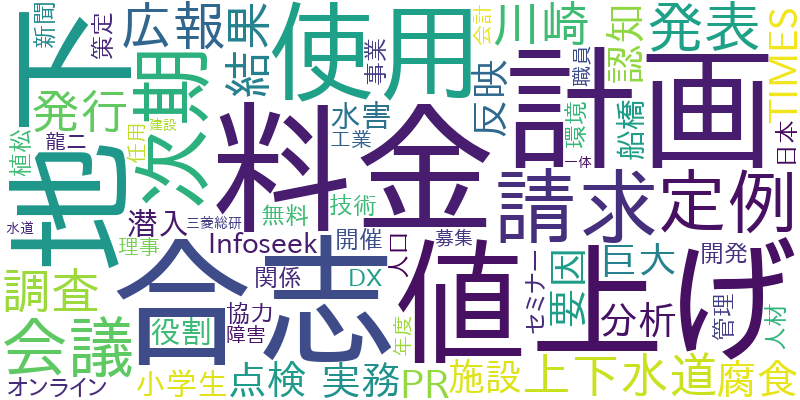 新聞
策定
広報
結果
使用
川崎
会計
事業
職員
認知
発表
TIMES
地下
発行
次期
植松
龍二
任用
建設
水害
工業
反映
計画
環境
船橋
一体
日本
料金
請求
定例
水道
潜入
三菱総研
無料
技術
理事
Infoseek
開催
人口
募集
合志
値上げ
セミナー
要因
巨大
開発
調査
関係
DX
分析
管理
人材
会議
役割
協力
障害
年度
オンライン
小学生
点検
実務
PR
施設
上下水道
腐食